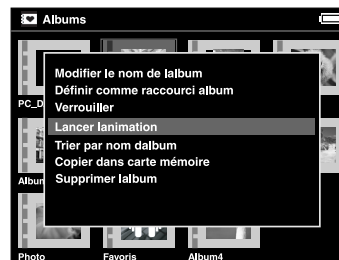 Albums
Modifier le nom de lalbum
Définir comme raccourci album
Verrouiller
Lancer lanimation
Trier par nom dalbum
Copier dans carte mémoire
Supprimer lalbum
PC_D
Album
Photo
Favoris
Album4